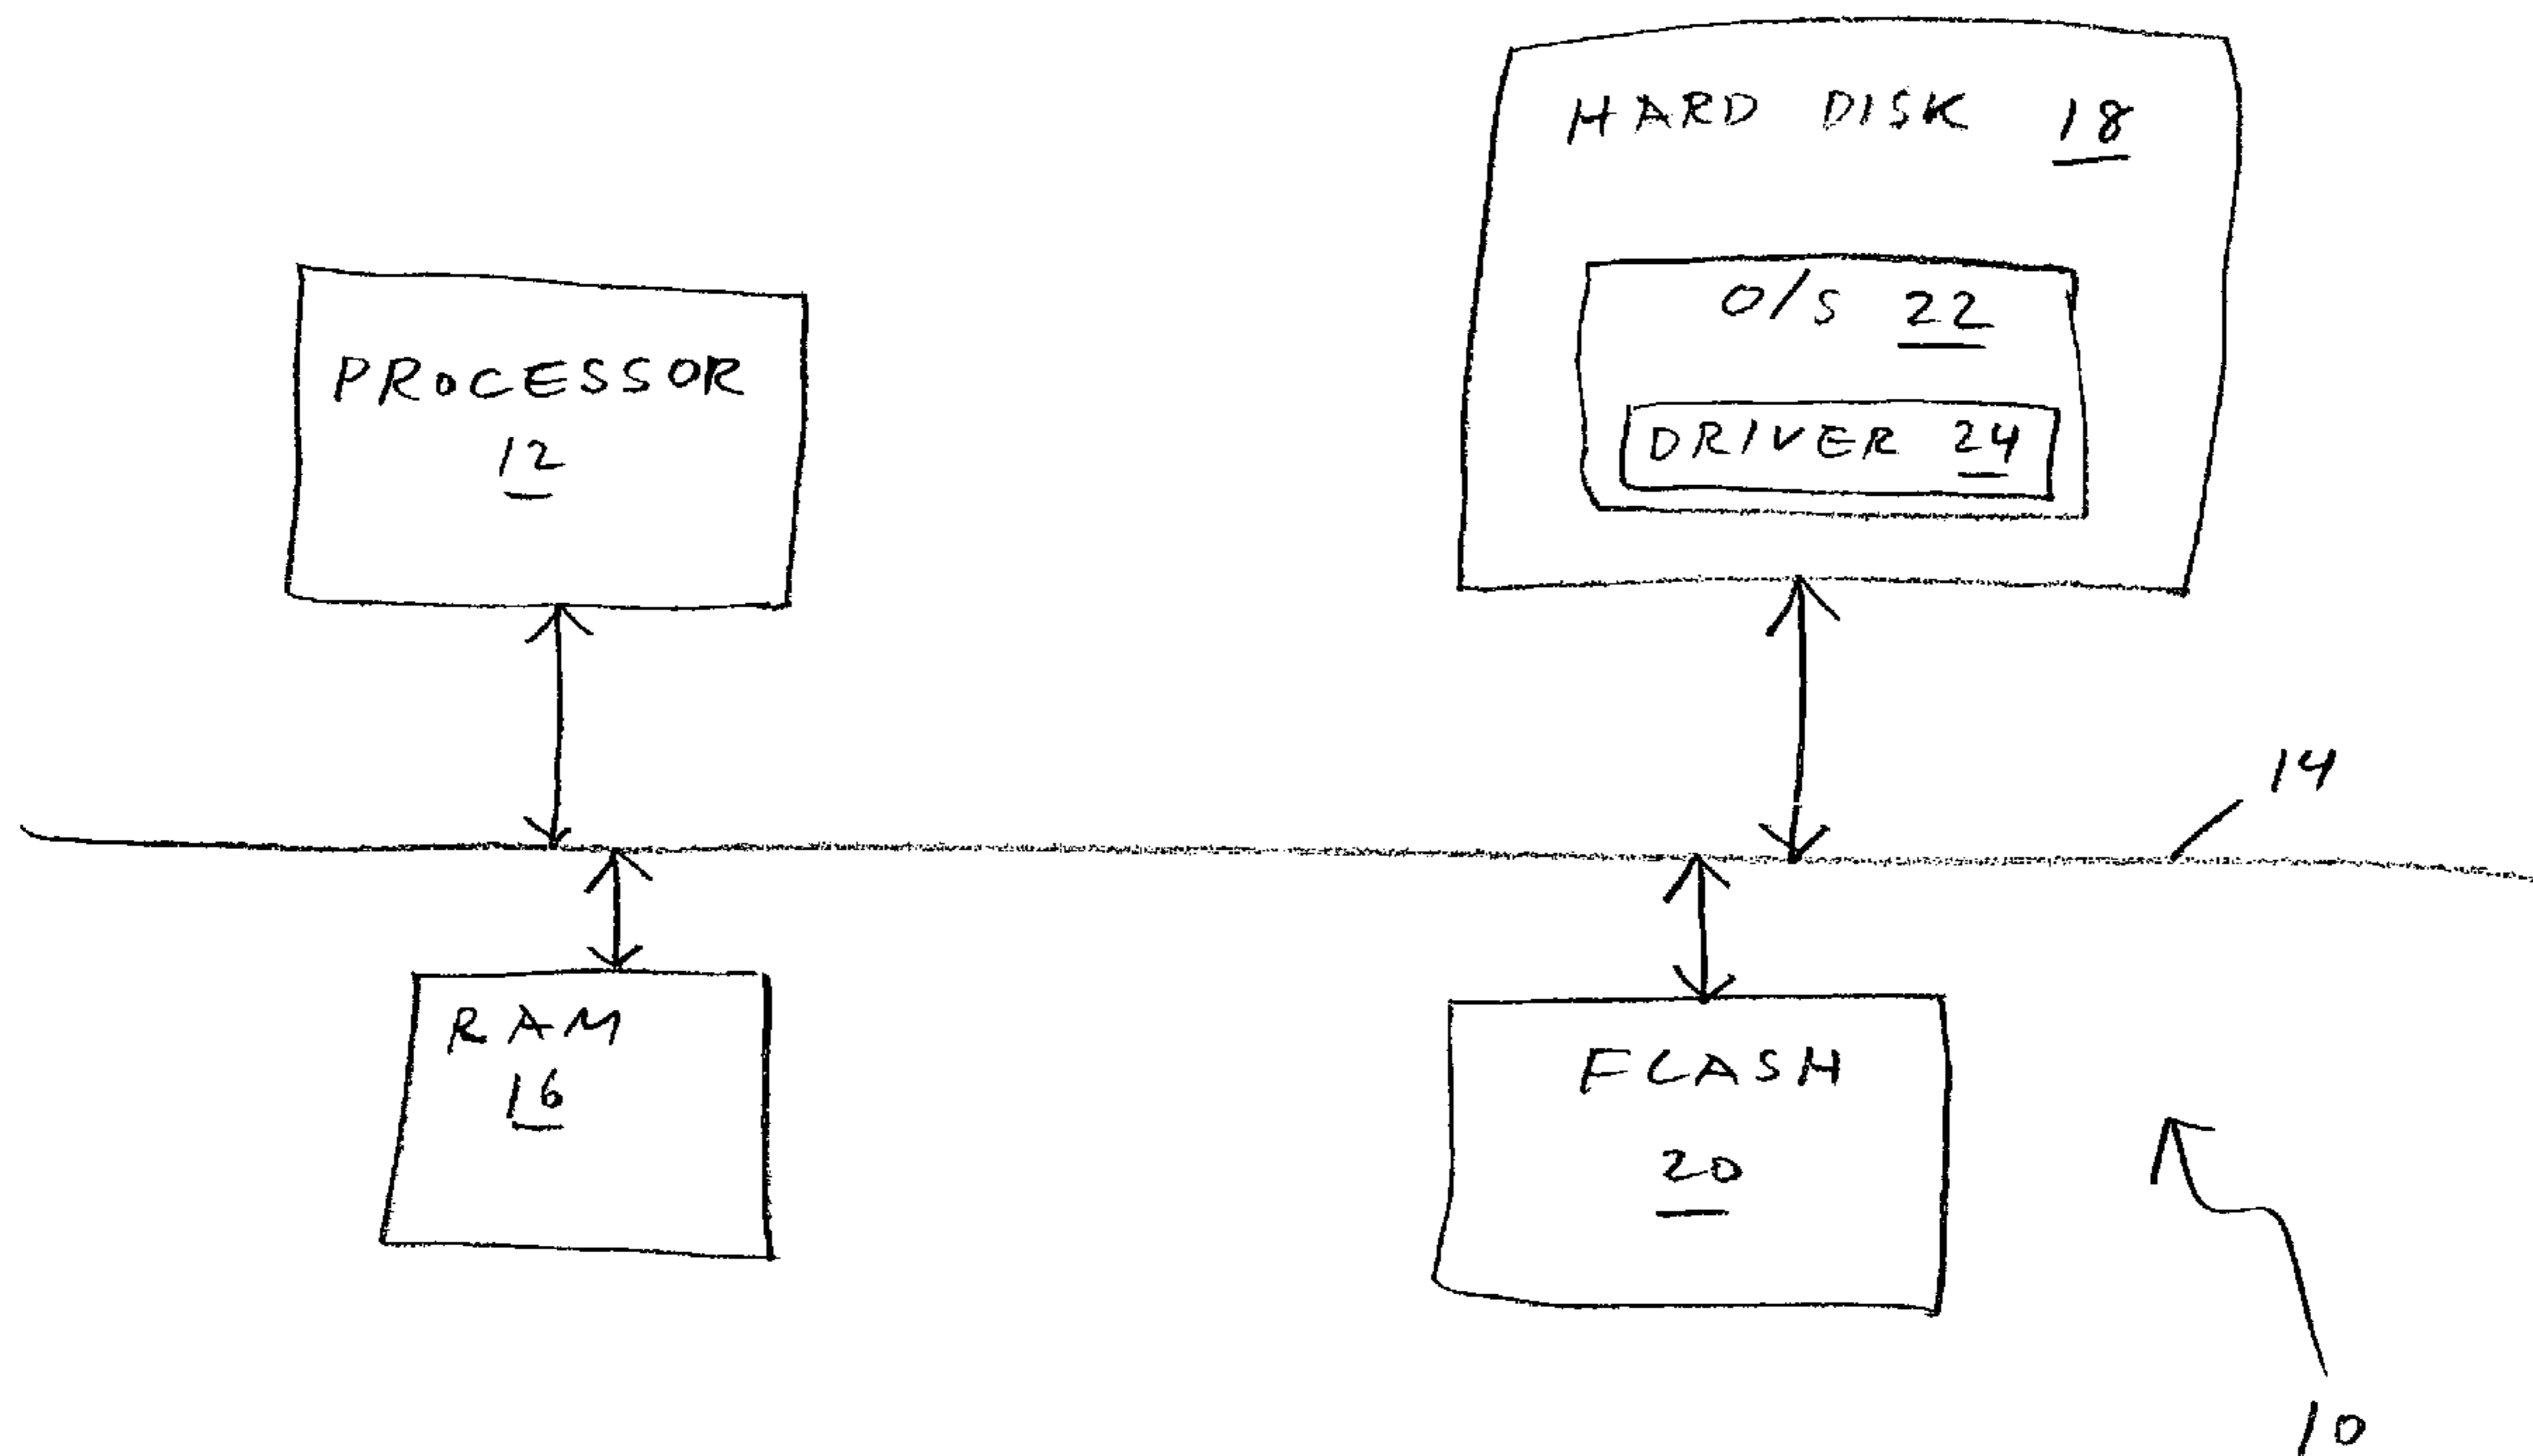 HARD DISK 18
O/S 22
DRIVER 24
PROCESSOR
12
14
RAM
16
FLASH
20
10